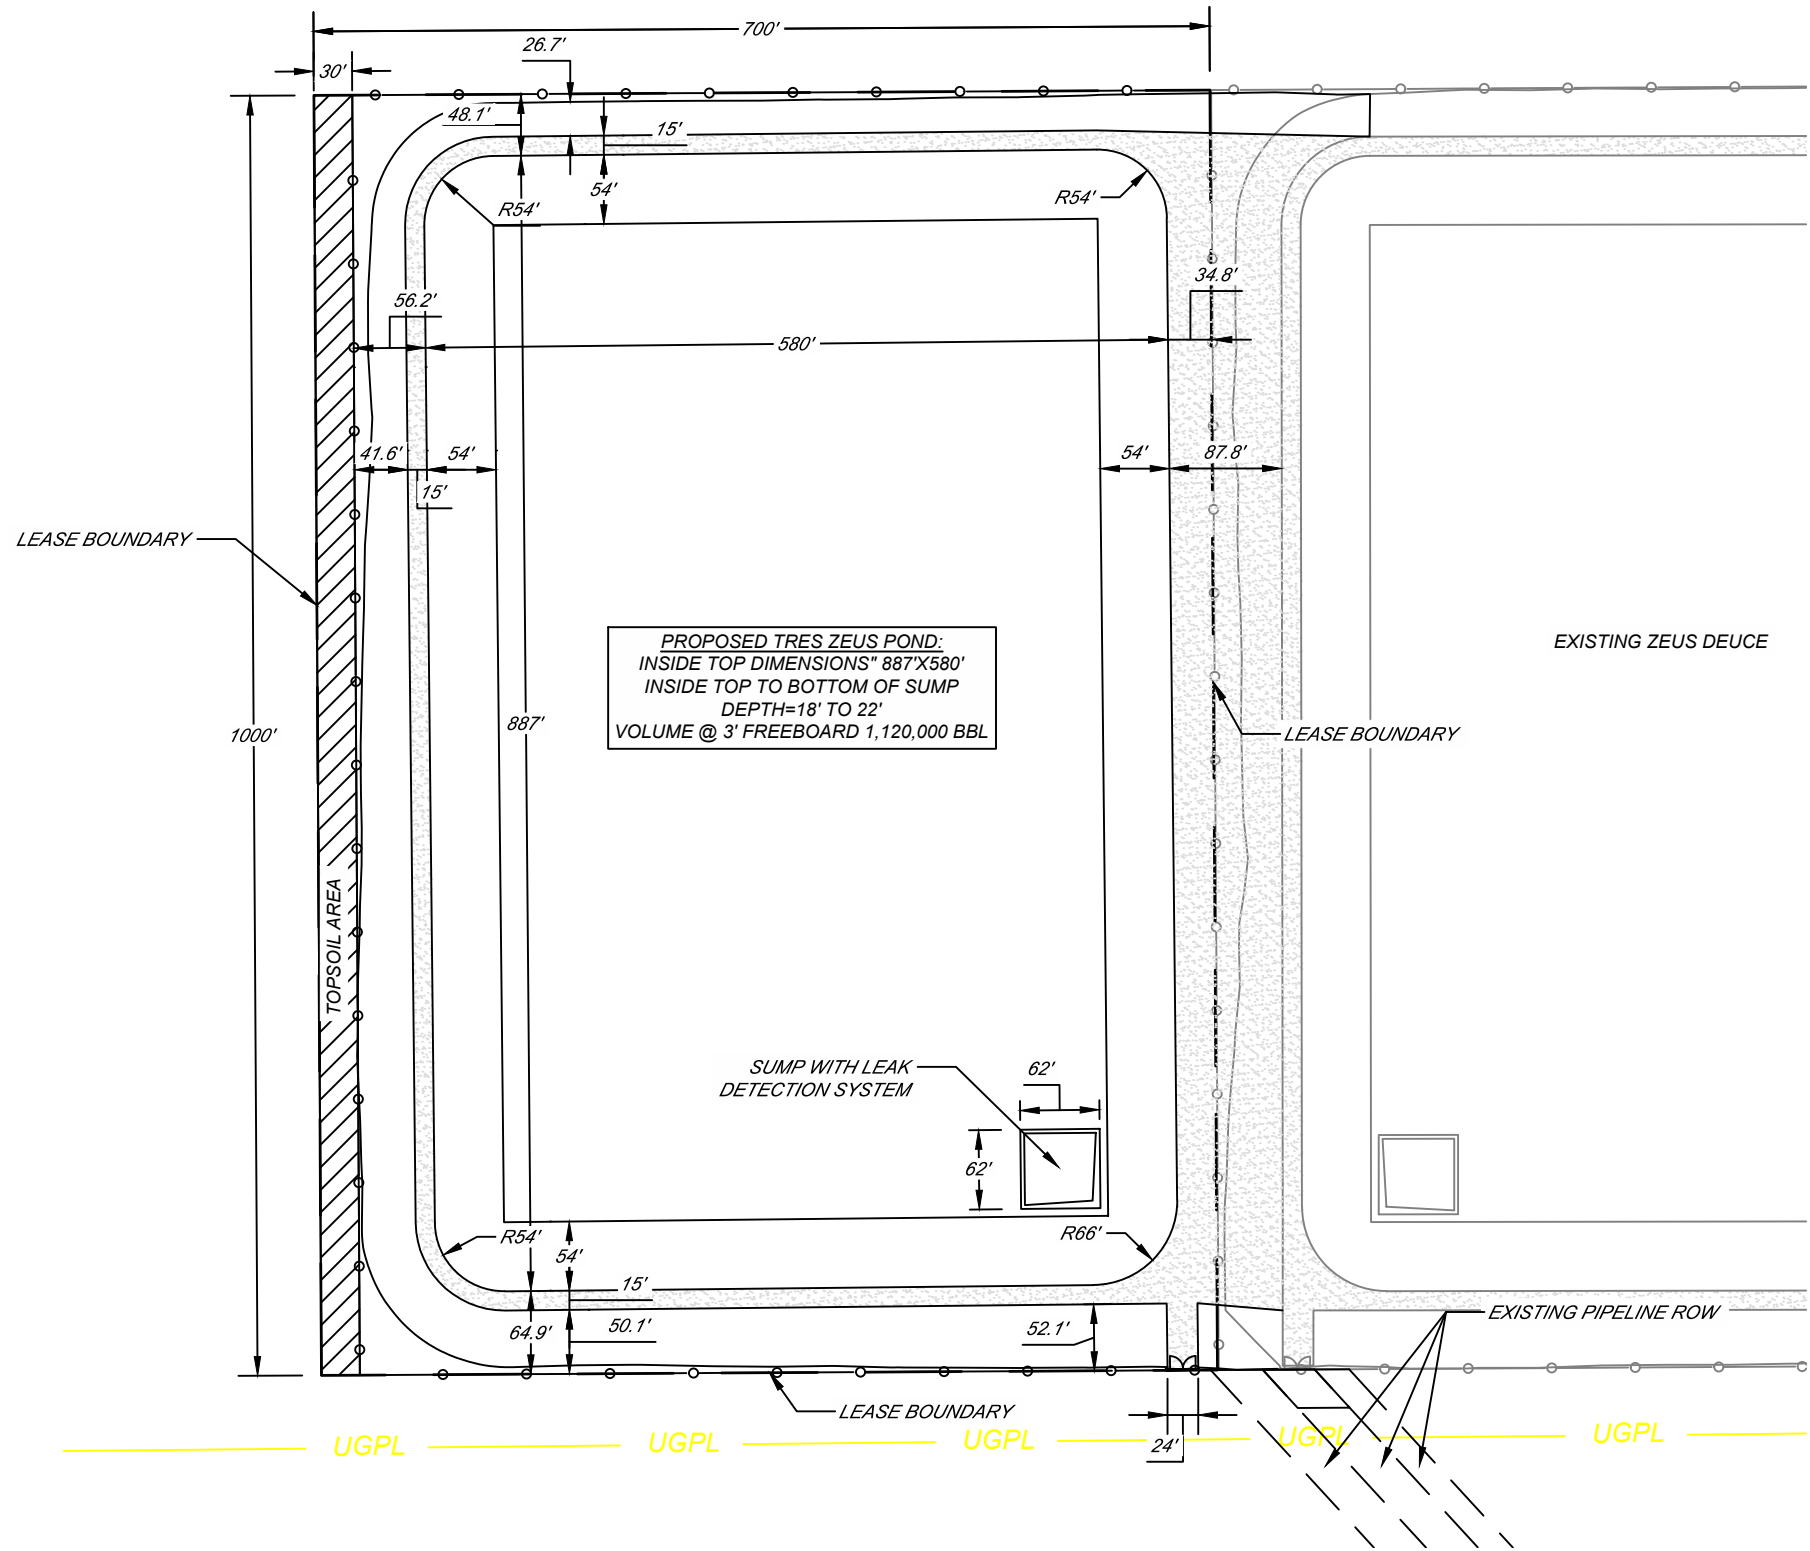 700'
26.7'
30'
48.1'
15'
54'
R54'
R54'
34.8'
56.2'
580'
41.6'
54'
54'
87.8'
15'
LEASE BOUNDARY
PROPOSED TRES ZEUS POND:
INSIDE TOP DIMENSIONS" 887'X580'
INSIDE TOP TO BOTTOM OF SUMP
DEPTH=18' TO 22'
VOLUME @ 3' FREEBOARD 1,120,000 BBL
EXISTING ZEUS DEUCE
1000'
887'
LEASE BOUNDARY
TOPSOIL AREA
SUMP WITH LEAK
DETECTION SYSTEM
62'
62'
R54'
54'
R66'
15'
64.9'
50.1'
52.1'
EXISTING PIPELINE ROW
LEASE BOUNDARY
24'
UGPL
UGPL
UGPL
UGPL
UGPL